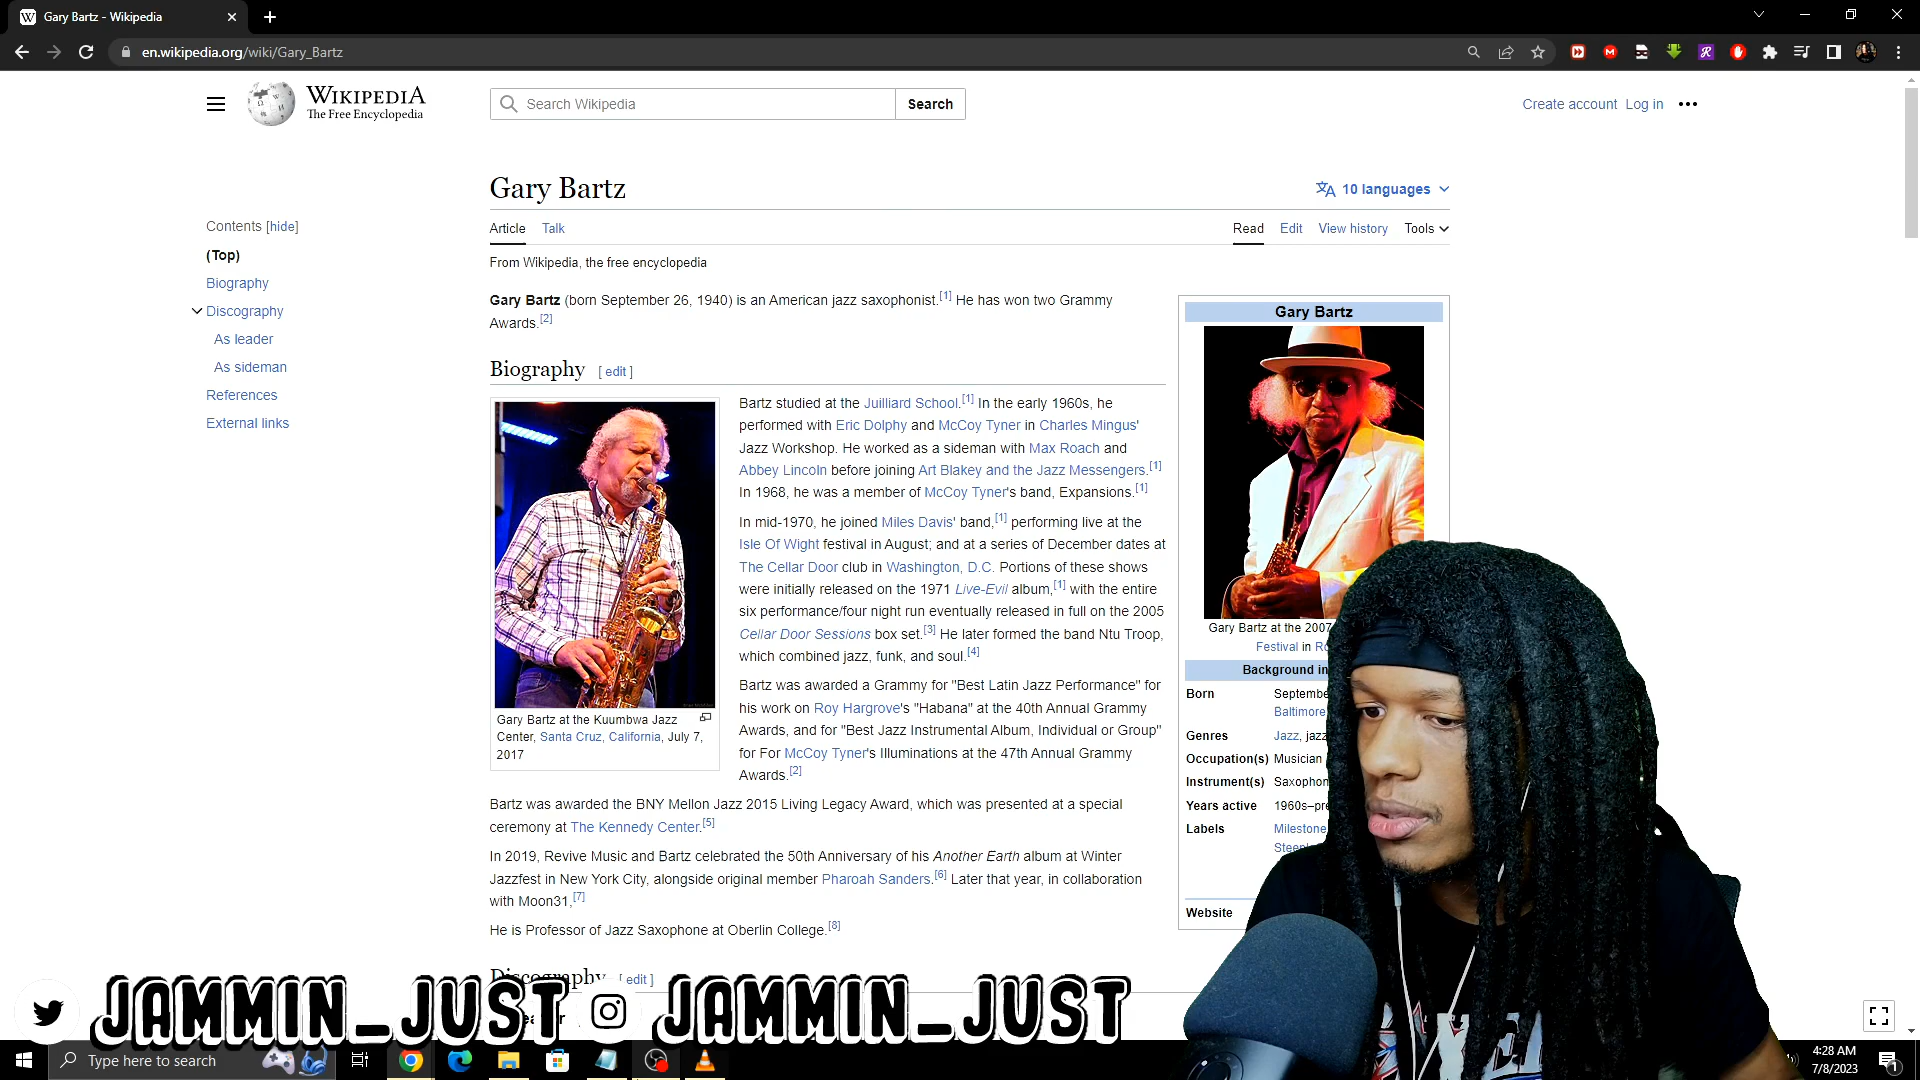 Gary Bartz - Wikipedia
en.wikipedia.org/wiki/Gary_Bartz
WIKIPEDIA
The Free Encyclopedia
Search Wikipedia
Search
Create account Log in
Gary Bartz
10 languages
Article Talk
Read Edit View history Tools
From Wikipedia, the free encyclopedia
Contents [hide]
(Top)
Biography
Discography
As leader
As sideman
References
External links
Gary Bartz (born September 26, 1940) is an American jazz saxophonist.[1] He has won two Grammy
Awards.[2]
Biography [ edit ]
Gary Bartz at the Kuumbwa Jazz
Center, Santa Cruz, California, July 7,
2017
Bartz studied at the Juilliard School.[1] In the early 1960s, he
performed with Eric Dolphy and McCoy Tyner in Charles Mingus'
Jazz Workshop. He worked as a sideman with Max Roach and
Abbey Lincoln before joining Art Blakey and the Jazz Messengers.[1]
In 1968, he was a member of McCoy Tyner's band, Expansions.[1]
In mid-1970, he joined Miles Davis' band,[1] performing live at the
Isle Of Wight festival in August; and at a series of December dates at
The Cellar Door club in Washington, D.C. Portions of these shows
were initially released on the 1971 Live-Evil album,[1] with the entire
six performance/four night run eventually released in full on the 2005
Cellar Door Sessions box set.[3] He later formed the band Ntu Troop,
which combined jazz, funk, and soul.[4]
Bartz was awarded a Grammy for "Best Latin Jazz Performance" for
his work on Roy Hargrove's "Habana" at the 40th Annual Grammy
Awards, and for "Best Jazz Instrumental Album, Individual or Group"
for For McCoy Tyner's Illuminations at the 47th Annual Grammy
Awards.[2]
Bartz was awarded the BNY Mellon Jazz 2015 Living Legacy Award, which was presented at a special
ceremony at The Kennedy Center.[5]
In 2019, Revive Music and Bartz celebrated the 50th Anniversary of his Another Earth album at Winter
Jazzfest in New York City, alongside original member Pharoah Sanders.[6] Later that year, in collaboration
with Moon31,[7]
He is Professor of Jazz Saxophone at Oberlin College.[8]
Discography [ edit ]
Gary Bartz
Gary Bartz at the 2007
Festival in
Background in
Born
Baltimore
Genres Jazz, jazz
Occupation(s) Musician
Instrument(s)
Years active
Labels Milestone
Website
JAMMIN_JUST JAMMIN_JUST
Type here to search
4:28 AM
7/8/2023
1